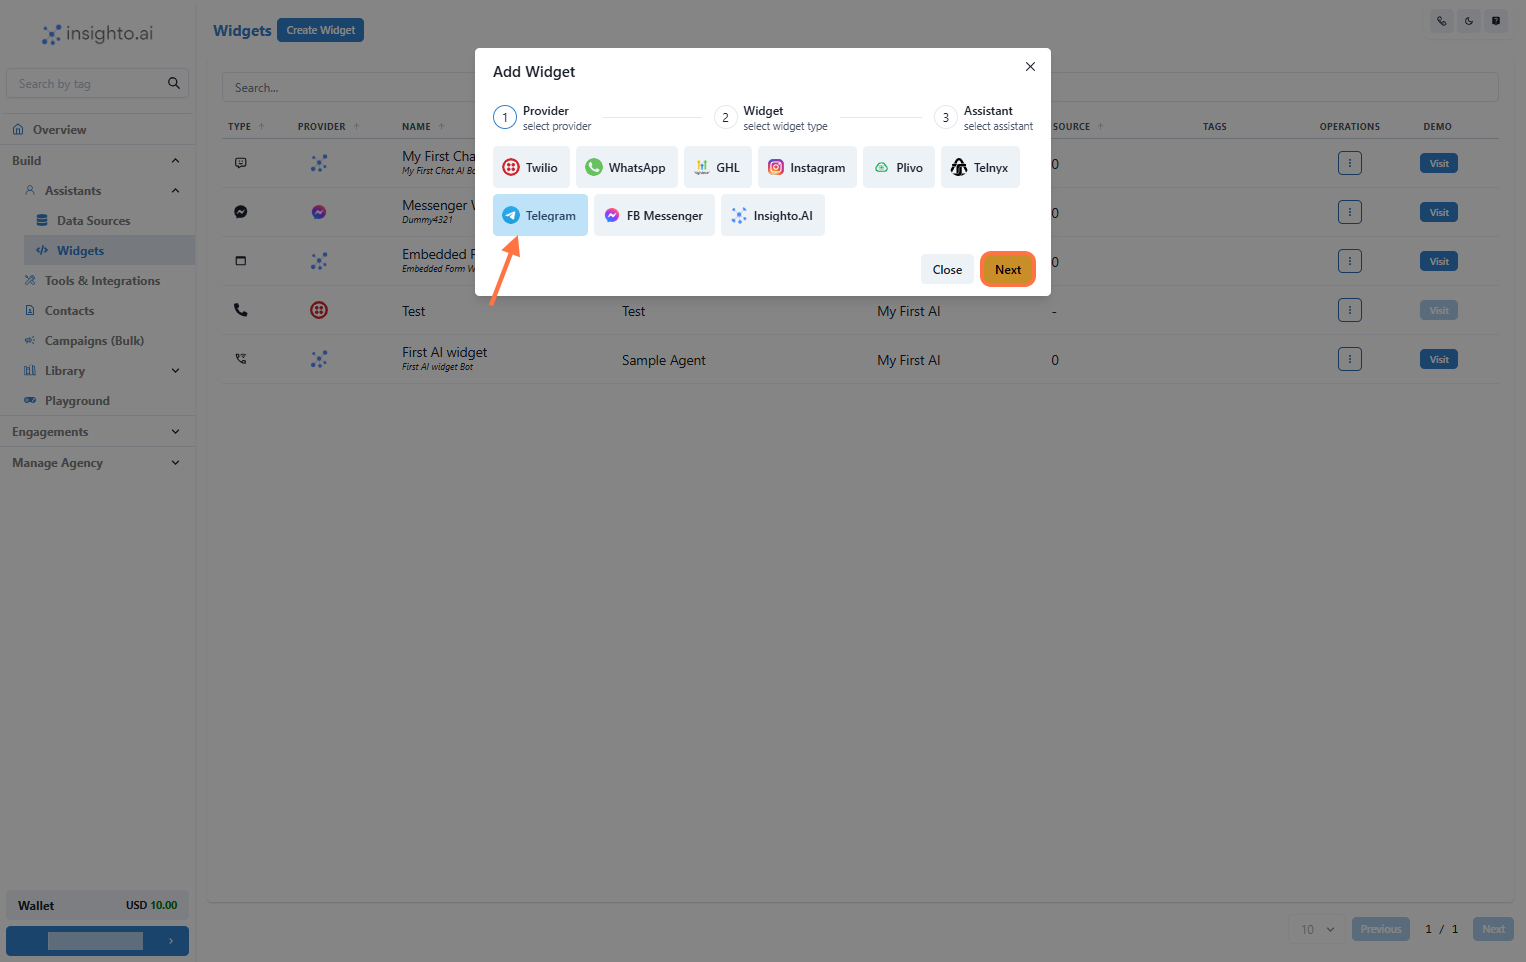 insighto.ai
Search by tag
Overview
Build
Assistants
Data Sources
Widgets
Tools & Integrations
Contacts
Campaigns (Bulk)
Library
Playground
Engagements
Manage Agency
Wallet USD 10.00
Widgets Create Widget
Search...
TYPE PROVIDER NAME SOURCE TAGS OPERATIONS DEMO
My First Cha 0 Visit
My First Chat AI Bo
Messenger 0 Visit
Dummy4321
Embedded F 0 Visit
Embedded Form W
Test Test My First AI - Visit
First AI widget Sample Agent My First AI 0 Visit
First AI widget Bot
10 Previous 1 / 1 Next
Add Widget
1 Provider 2 Widget 3 Assistant
select provider select widget type select assistant
Twilio WhatsApp GHL Instagram Plivo Telnyx
Telegram FB Messenger Insighto.AI
Close Next